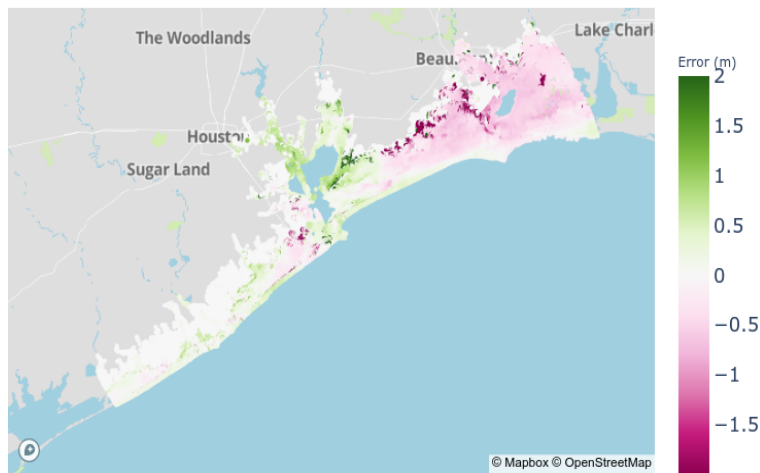 The Woodlands
Lake Charl
Beau
Houston
Sugar Land
© Mapbox © OpenStreetMap
Error (m)
2
1.5
1
0.5
0
−0.5
−1
−1.5